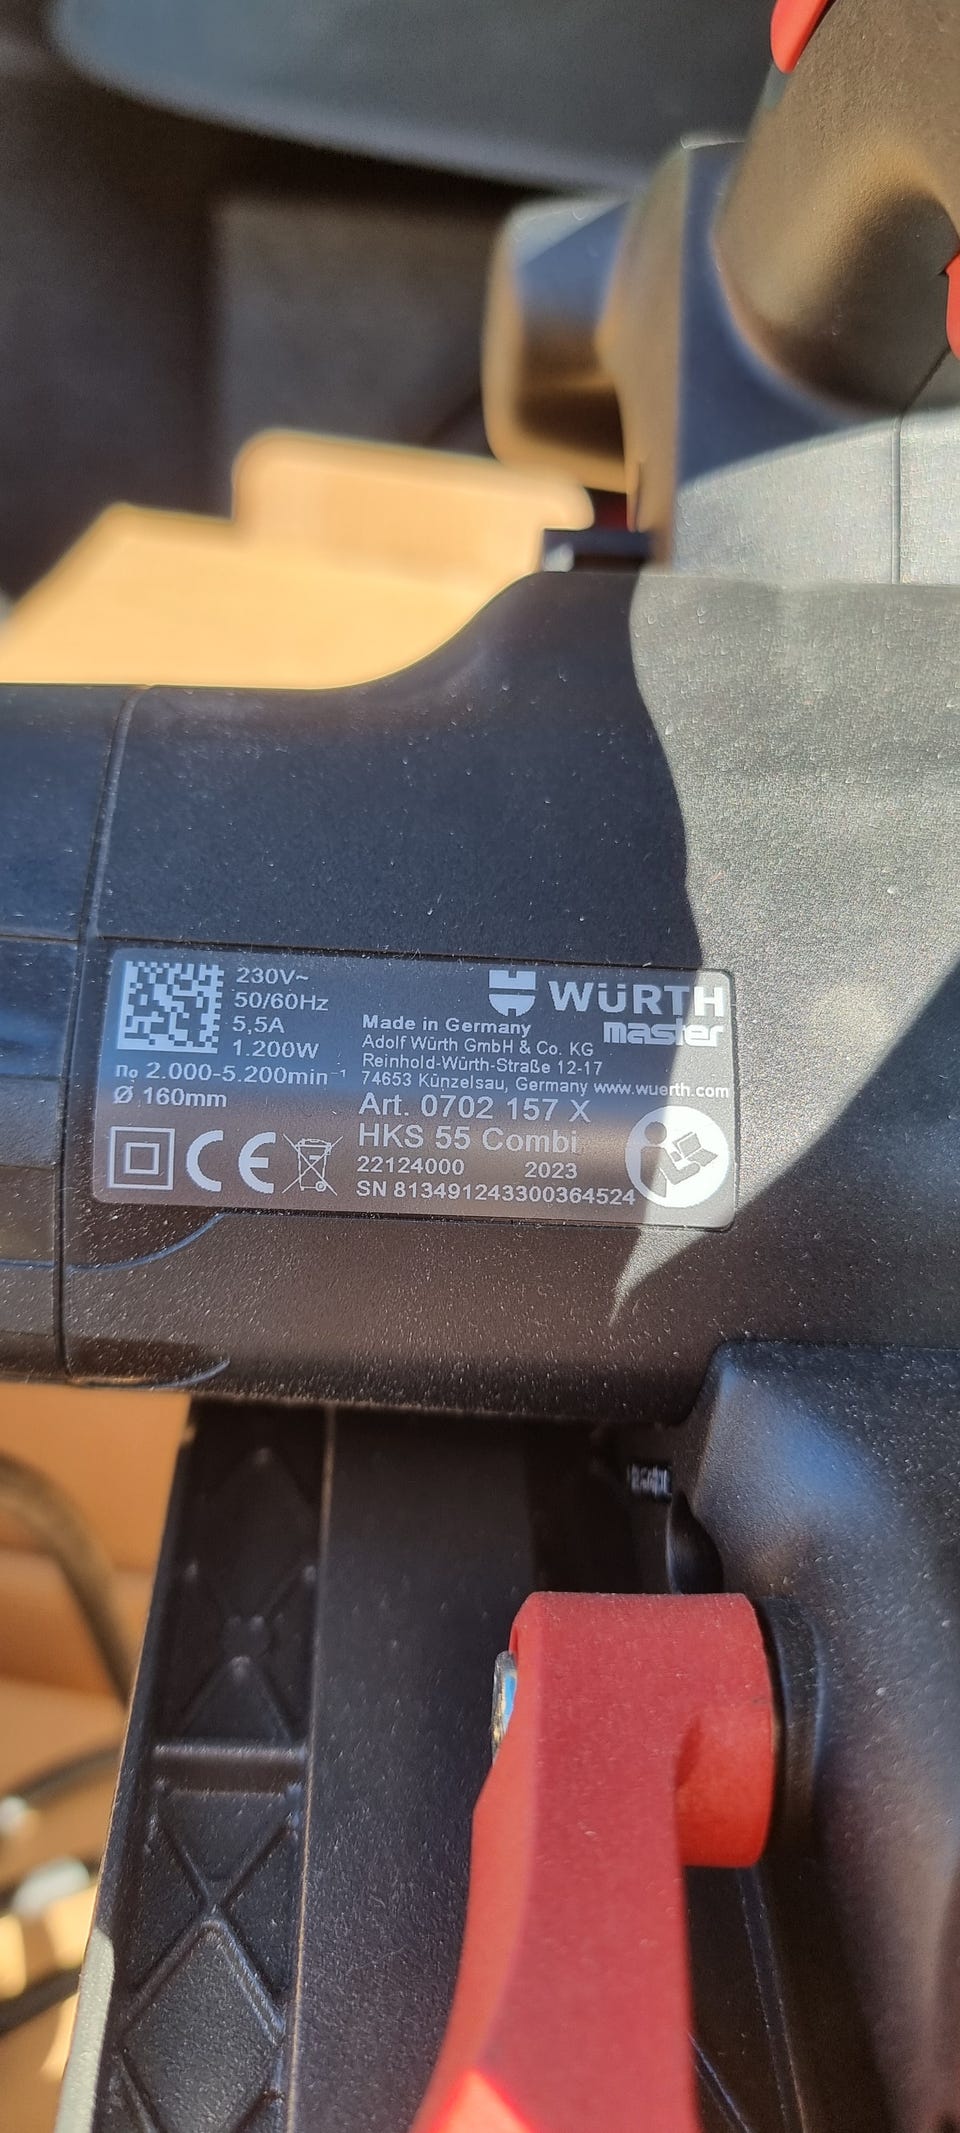 230V~
50/60Hz
5,5A
1.200W
n₀ 2.000-5.200min⁻¹
Ø 160mm
CE
WÜRTH
master
Made in Germany
Adolf Würth GmbH & Co. KG
Reinhold-Würth-Straße 12-17
74653 Künzelsau, Germany www.wuerth.com
Art. 0702 157 X
HKS 55 Combi
22124000 2023
SN 813491243300364524